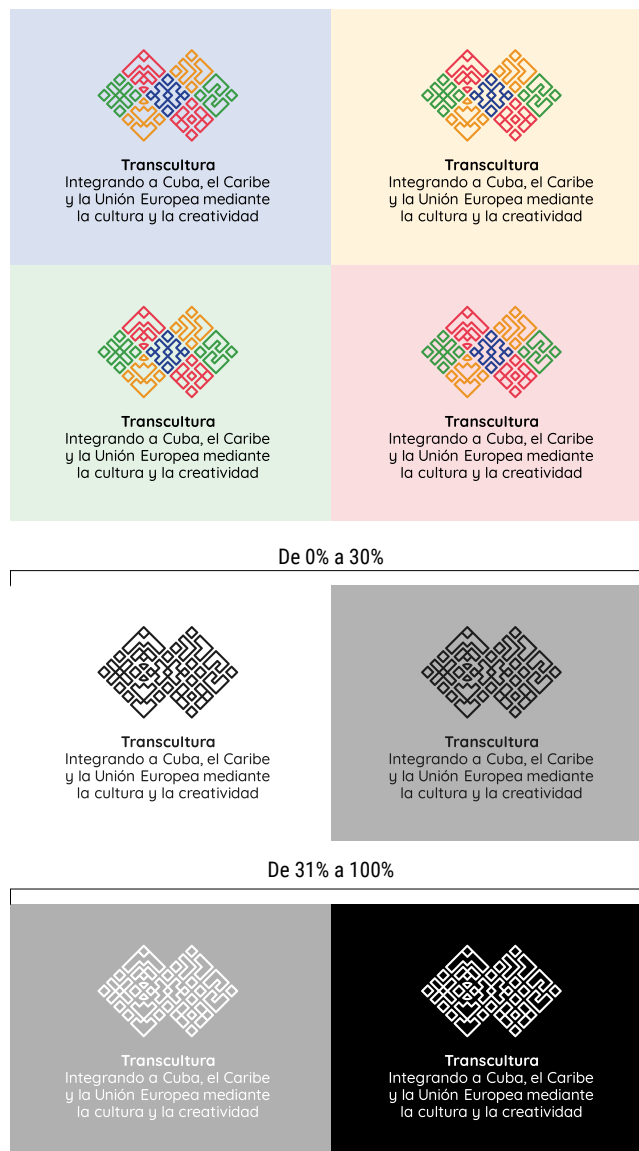 Transcultura
Integrando a Cuba, el Caribe
y la Unión Europea mediante
la cultura y la creatividad
Transcultura
Integrando a Cuba, el Caribe
y la Unión Europea mediante
la cultura y la creatividad
Transcultura
Integrando a Cuba, el Caribe
y la Unión Europea mediante
la cultura y la creatividad
Transcultura
Integrando a Cuba, el Caribe
y la Unión Europea mediante
la cultura y la creatividad
De 0% a 30%
Transcultura
Integrando a Cuba, el Caribe
y la Unión Europea mediante
la cultura y la creatividad
Transcultura
Integrando a Cuba, el Caribe
y la Unión Europea mediante
la cultura y la creatividad
De 31% a 100%
Transcultura
Integrando a Cuba, el Caribe
y la Unión Europea mediante
la cultura y la creatividad
Transcultura
Integrando a Cuba, el Caribe
y la Unión Europea mediante
la cultura y la creatividad